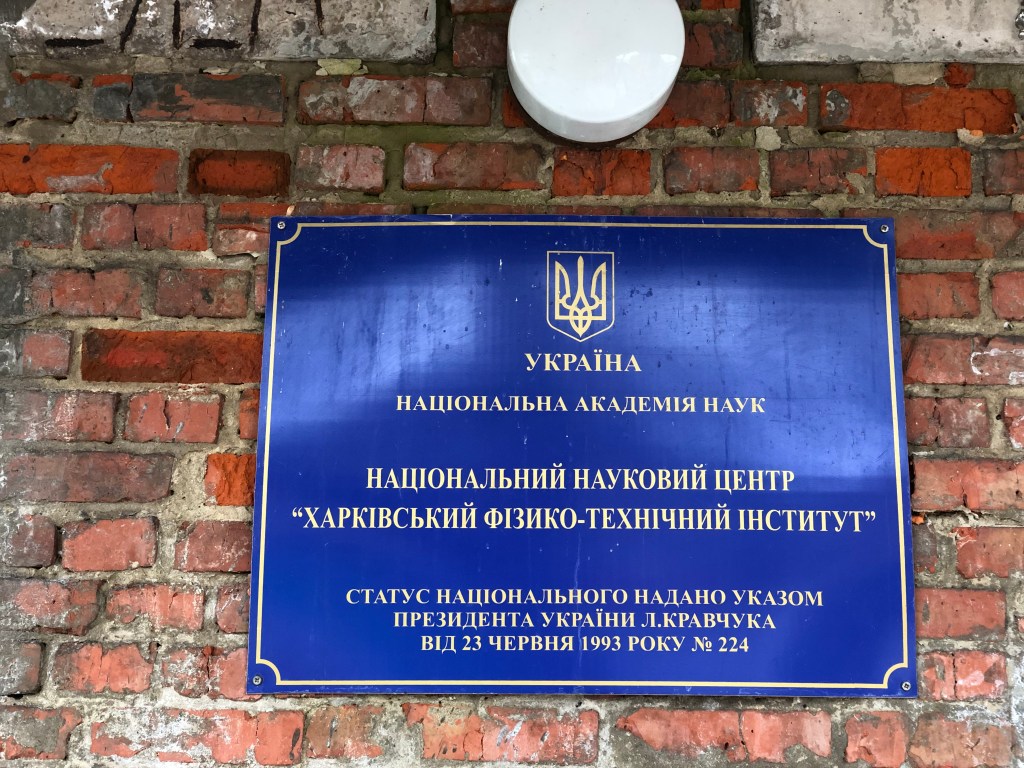 УКРАЇНА
НАЦІОНАЛЬНА АКАДЕМІЯ НАУК
НАЦІОНАЛЬНИЙ НАУКОВИЙ ЦЕНТР
“ХАРКІВСЬКИЙ ФІЗИКО-ТЕХНІЧНИЙ ІНСТИТУТ”
СТАТУС НАЦІОНАЛЬНОГО НАДАНО УКАЗОМ
ПРЕЗИДЕНТА УКРАЇНИ Л.КРАВЧУКА
ВІД 23 ЧЕРВНЯ 1993 РОКУ № 224